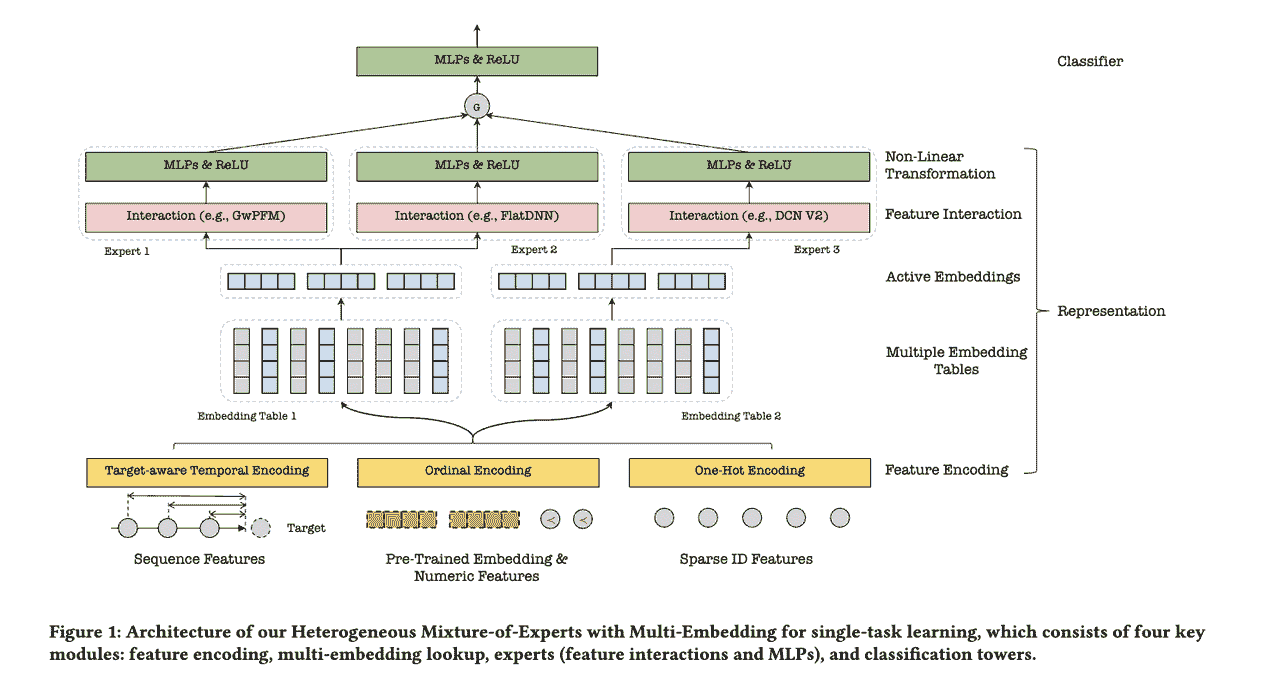 MLPs & ReLU
Classifier
G
MLPs & ReLU
MLPs & ReLU
MLPs & ReLU
Non-Linear
Transformation
Interaction (e.g., GwPFM)
Interaction (e.g., FlatDNN)
Interaction (e.g., DCN V2)
Feature Interaction
Expert 1
Expert 2
Expert 3
Active Embeddings
Representation
Multiple Embedding
Tables
Embedding Table 1
Embedding Table 2
Target-aware Temporal Encoding
Ordinal Encoding
One-Hot Encoding
Feature Encoding
Target
Sequence Features
Pre-Trained Embedding &
Numeric Features
Sparse ID Features
Figure 1: Architecture of our Heterogeneous Mixture-of-Experts with Multi-Embedding for single-task learning, which consists of four key
modules: feature encoding, multi-embedding lookup, experts (feature interactions and MLPs), and classification towers.